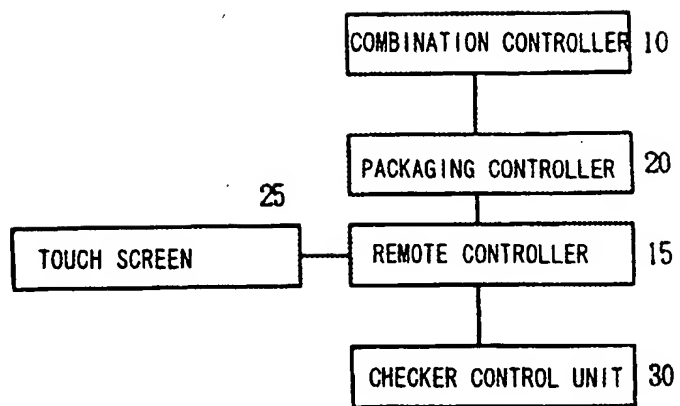 COMBINATION CONTROLLER 10
PACKAGING CONTROLLER 20
25
TOUCH SCREEN
REMOTE CONTROLLER 15
CHECKER CONTROL UNIT 30